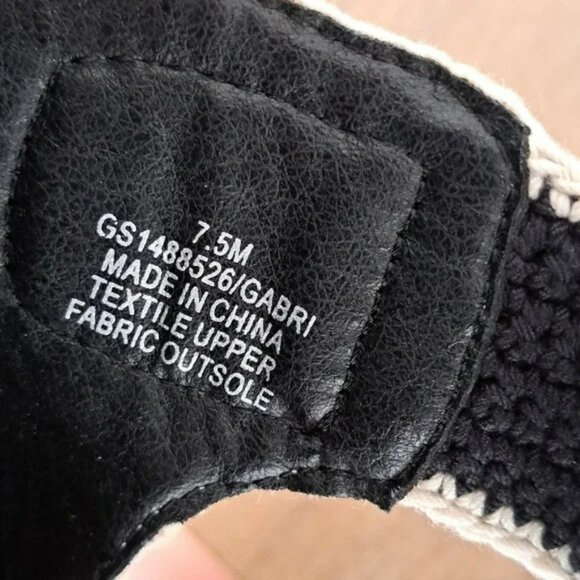 7.5M
GS1488526/GABRI
MADE IN CHINA
TEXTILE UPPER
FABRIC OUTSOLE